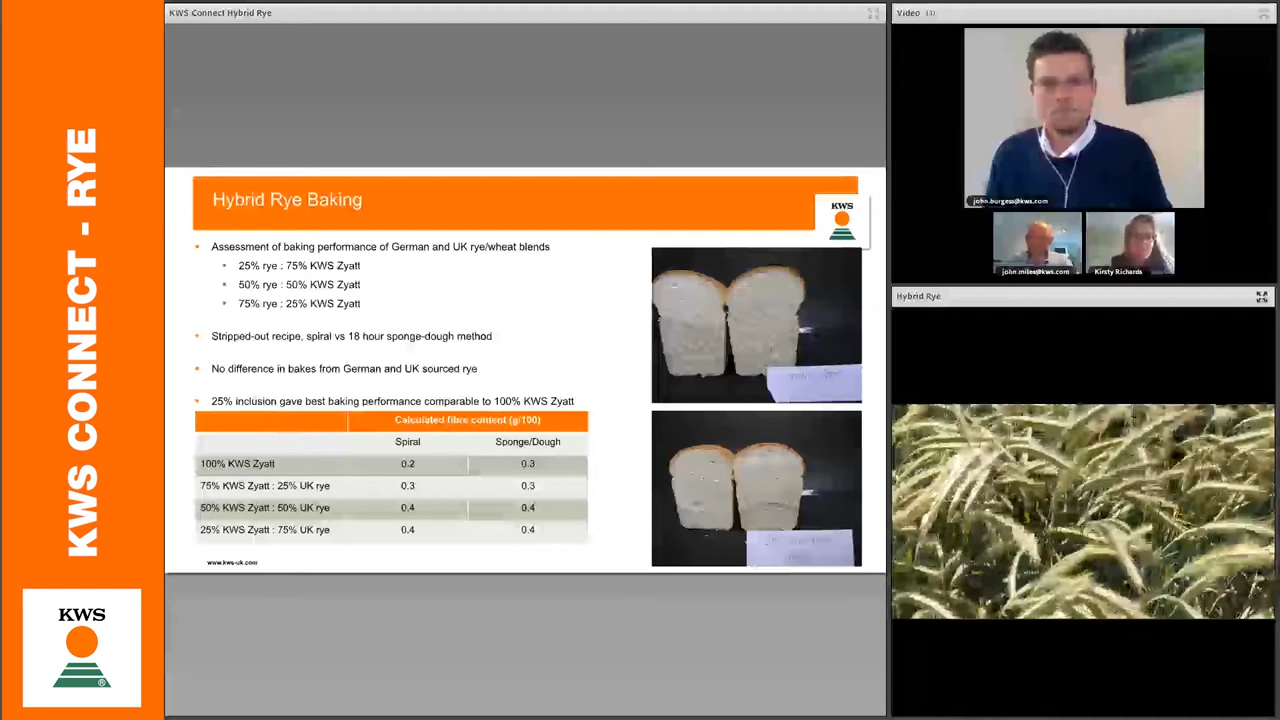 KWS CONNECT - RYE
KWS
®
KWS Connect Hybrid Rye
Hybrid Rye Baking
KWS
• Assessment of baking performance of German and UK rye/wheat blends
• 25% rye : 75% KWS Zyatt
• 50% rye : 50% KWS Zyatt
• 75% rye : 25% KWS Zyatt
• Stripped-out recipe, spiral vs 18 hour sponge-dough method
• No difference in bakes from German and UK sourced rye
• 25% inclusion gave best baking performance comparable to 100% KWS Zyatt
Calculated fibre content (g/100)
Spiral Sponge/Dough
100% KWS Zyatt 0.2 0.3
75% KWS Zyatt : 25% UK rye 0.3 0.3
50% KWS Zyatt : 50% UK rye 0.4 0.4
25% KWS Zyatt : 75% UK rye 0.4 0.4
www.kws-uk.com
Video (3)
john.burgess@kws.com
john.miles@kws.com
Kirsty Richards
Hybrid Rye